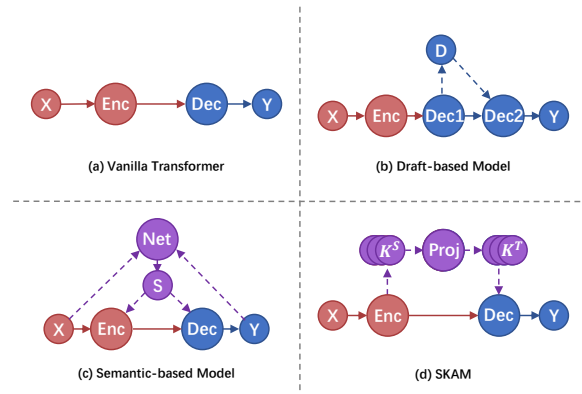 X Enc Dec Y
(a) Vanilla Transformer
D
X Enc Dec1 Dec2 Y
(b) Draft-based Model
Net
S
X Enc Dec Y
(c) Semantic-based Model
K^S Proj K^T
X Enc Dec Y
(d) SKAM